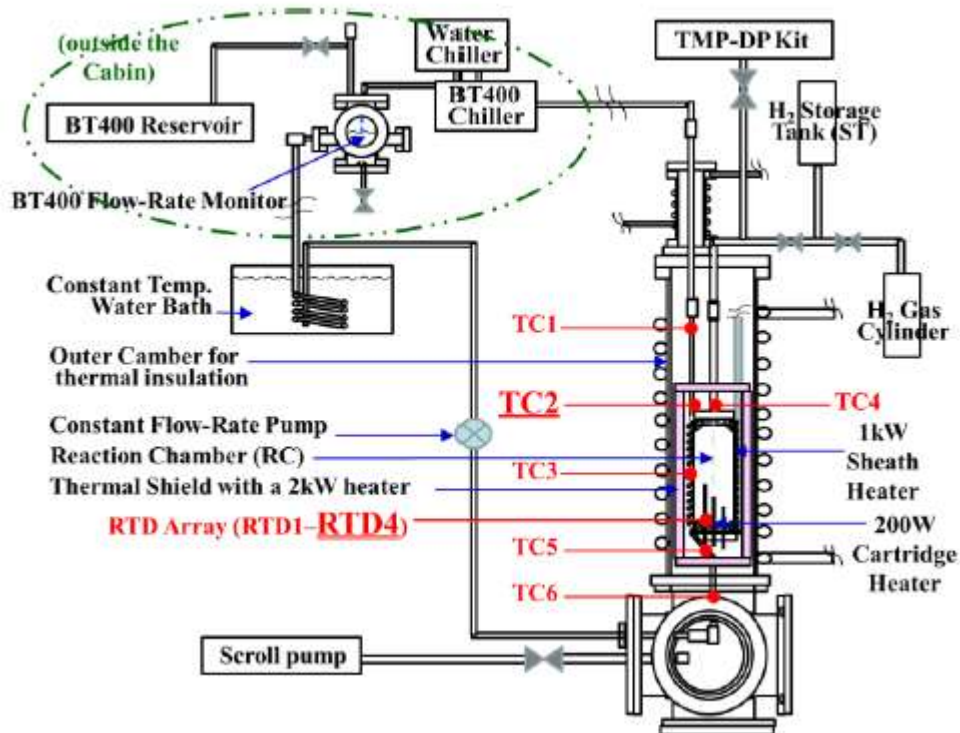 (outside the
Cabin)
Water
Chiller
BT400
Chiller
BT400 Reservoir
BT400 Flow-Rate Monitor
TMP-DP Kit
H2 Storage
Tank (ST)
H2 Gas
Cylinder
Constant Temp.
Water Bath
Outer Camber for
thermal insulation
Constant Flow-Rate Pump
Reaction Chamber (RC)
Thermal Shield with a 2kW heater
RTD Array (RTD1–RTD4)
TC1
TC2
TC3
TC4
TC5
TC6
1kW
Sheath
Heater
200W
Cartridge
Heater
Scroll pump